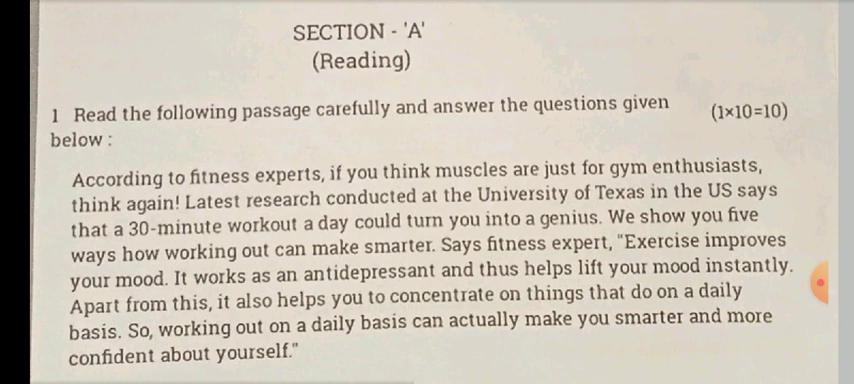 SECTION - 'A'
(Reading)
1 Read the following passage carefully and answer the questions given (1×10=10)
below :
According to fitness experts, if you think muscles are just for gym enthusiasts,
think again! Latest research conducted at the University of Texas in the US says
that a 30-minute workout a day could turn you into a genius. We show you five
ways how working out can make smarter. Says fitness expert, "Exercise improves
your mood. It works as an antidepressant and thus helps lift your mood instantly.
Apart from this, it also helps you to concentrate on things that do on a daily
basis. So, working out on a daily basis can actually make you smarter and more
confident about yourself."